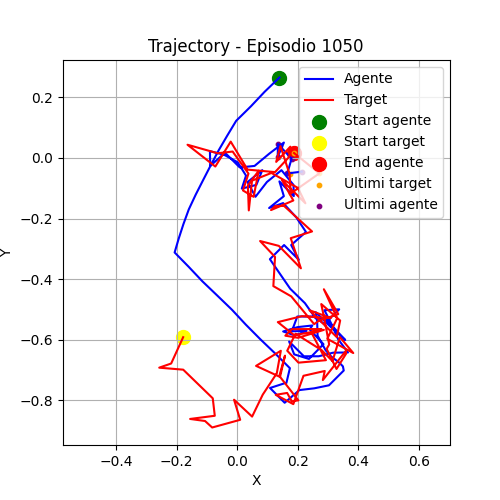 Trajectory - Episodio 1050
Agente
Target
Start agente
Start target
End agente
Ultimi target
Ultimi agente
0.2
0.0
−0.2
−0.4
−0.6
−0.8
Y
−0.4
−0.2
0.0
0.2
0.4
0.6
X